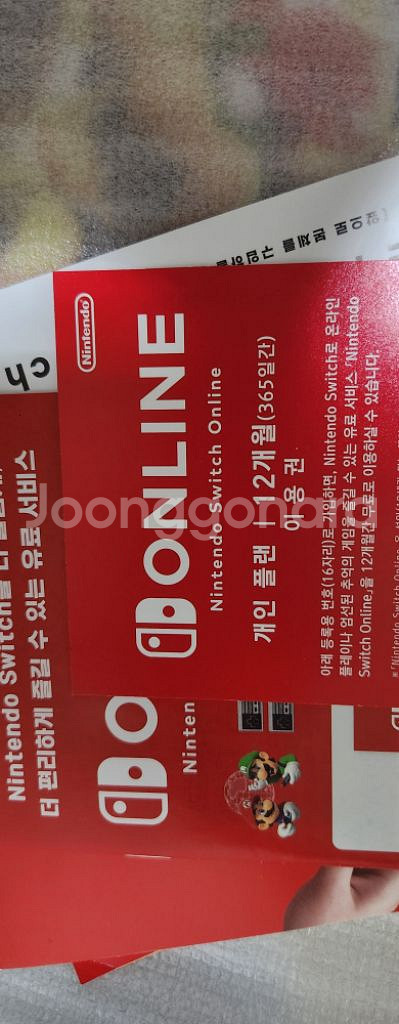 Nintendo
ONLINE
Nintendo Switch Online
개인 플랜 | 12개월(365일간)
이용권
아래 등록용 번호(16자리)로 가입하면, Nintendo Switch로 온라인
플레이나 엄선된 추억의 게임을 즐길 수 있는 유료 서비스 「Nintendo
Switch Online」을 12개월간 무료로 이용하실 수 있습니다.
Nintendo Switch를 더
더 편리하게 즐길 수 있는 유료 서비스
O
Ninten
ch
Joonggonara